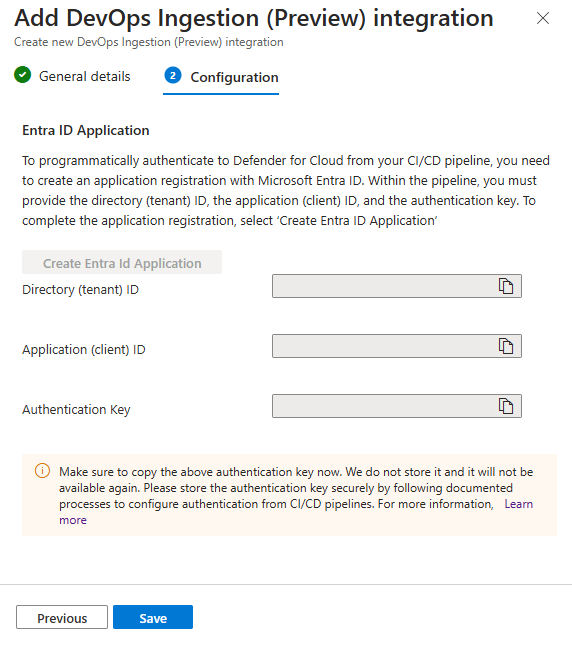 Add DevOps Ingestion (Preview) integration
Create new DevOps Ingestion (Preview) integration
General details
2 Configuration
Entra ID Application
To programmatically authenticate to Defender for Cloud from your CI/CD pipeline, you need
to create an application registration with Microsoft Entra ID. Within the pipeline, you must
provide the directory (tenant) ID, the application (client) ID, and the authentication key. To
complete the application registration, select ‘Create Entra ID Application’
Create Entra Id Application
Directory (tenant) ID
Application (client) ID
Authentication Key
Make sure to copy the above authentication key now. We do not store it and it will not be
available again. Please store the authentication key securely by following documented
processes to configure authentication from CI/CD pipelines. For more information, Learn
more
Previous
Save